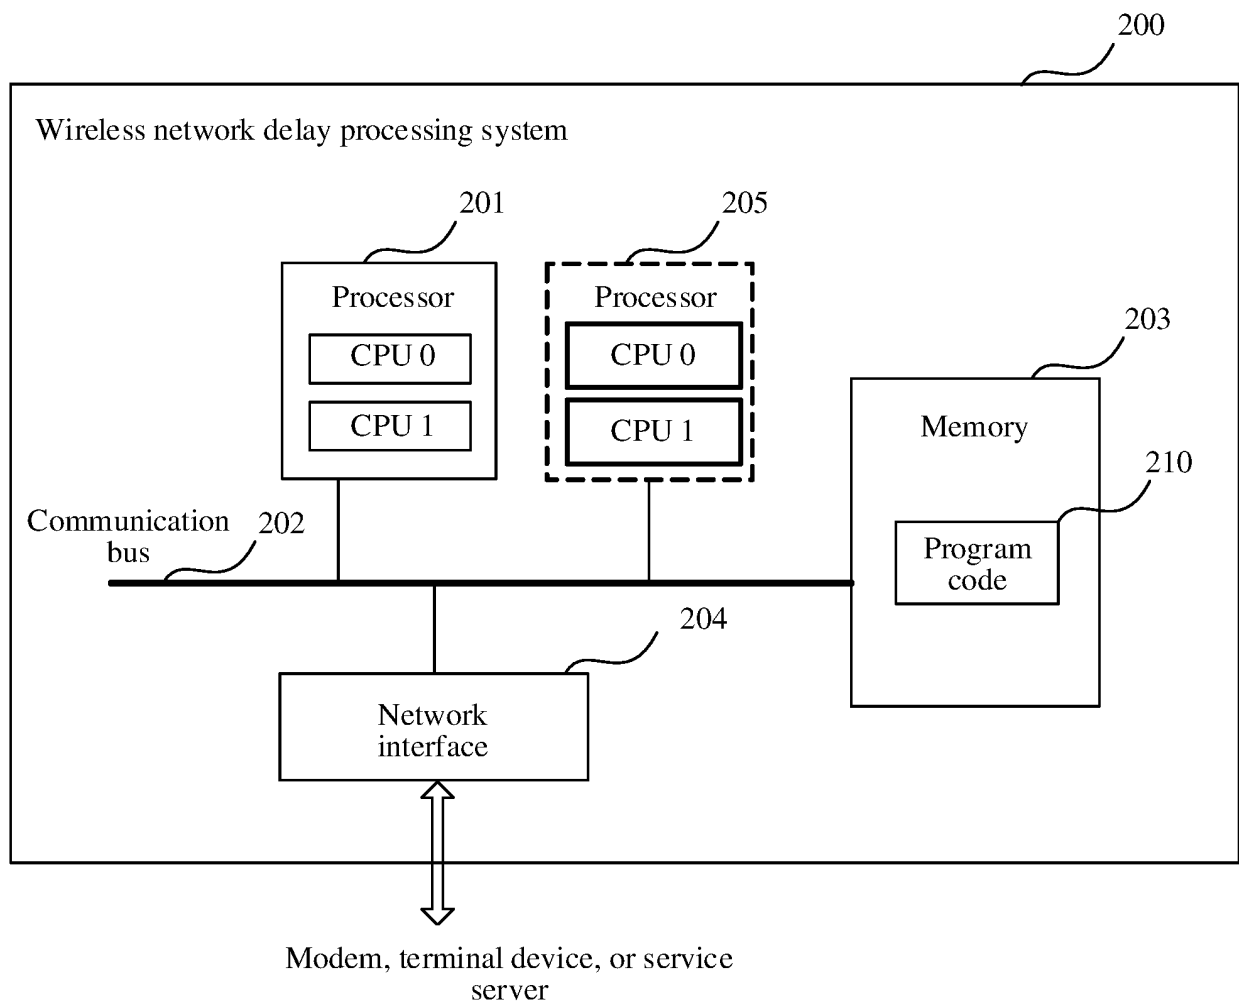 200
Wireless network delay processing system
201
205
Processor
Processor
CPU 0
CPU 0
CPU 1
CPU 1
203
Memory
210
Program
code
Communication
bus
202
204
Network
interface
Modem, terminal device, or service
server